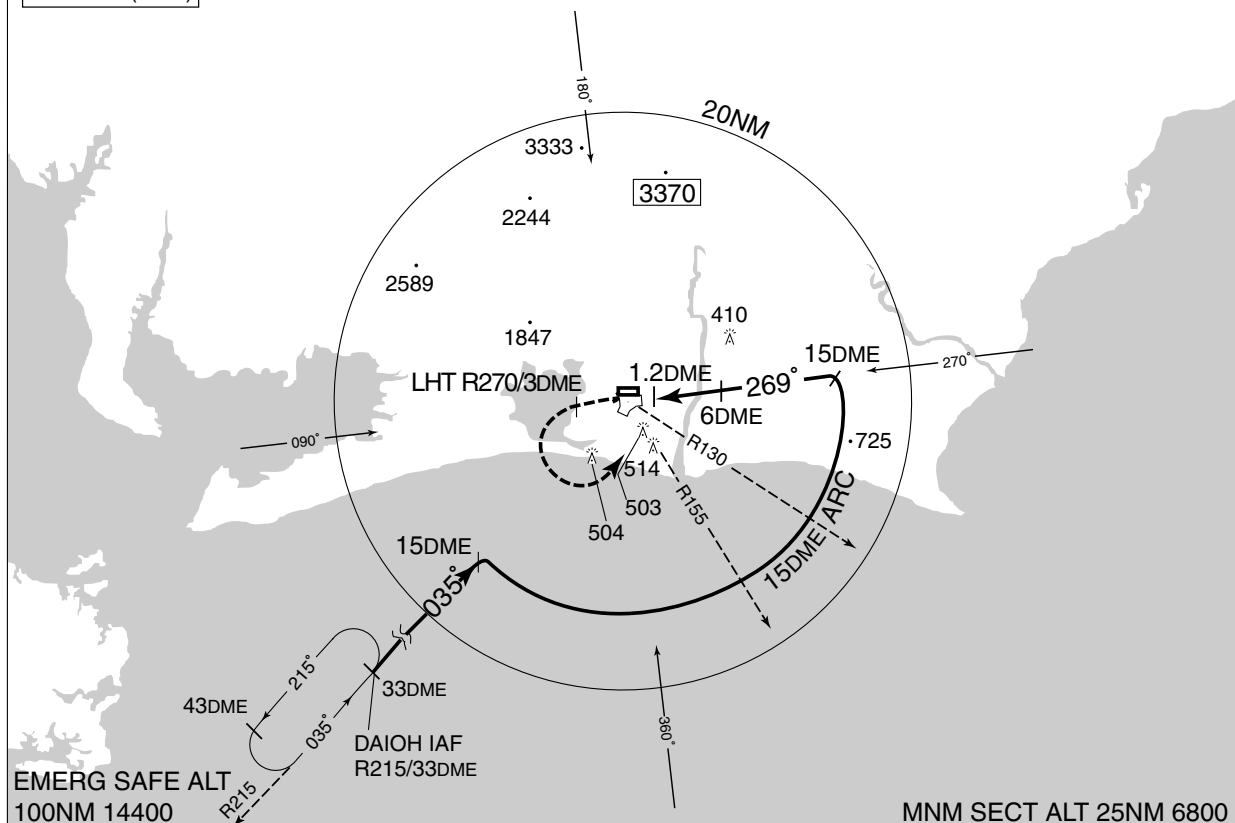 180°
20NM
3333
3370
2244
2589
410
1847
15DME
270°
LHT R270/3DME
1.2DME
269°
6DME
090°
725
R130
514
R155
503
504
15DME ARC
15DME
035°
215°
33DME
43DME
035°
360°
DAIOH IAF
R215/33DME
R215
EMERG SAFE ALT
100NM 14400
MNM SECT ALT 25NM 6800